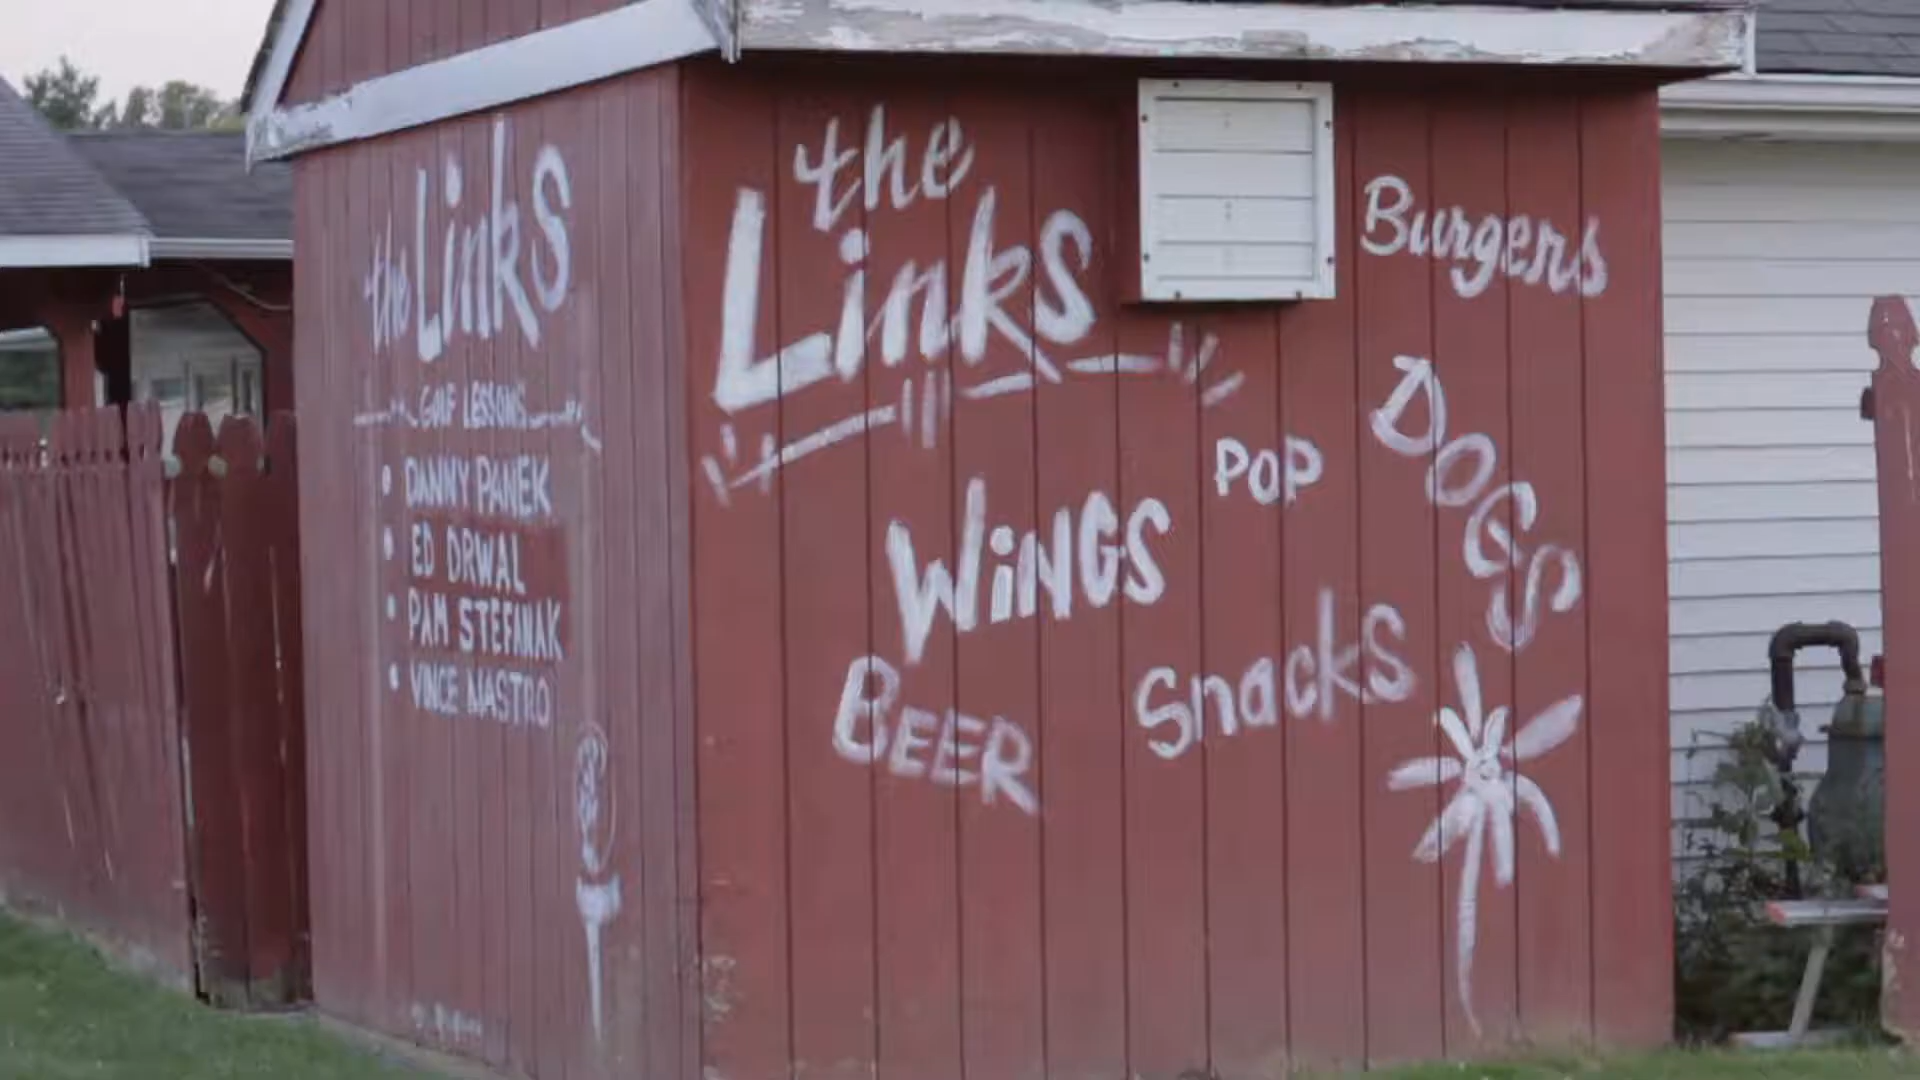 the Links
GOLF LESSONS
• DANNY PANEK
• ED DRWAL
• PAM STEFANAK
• VINCE MASTRO
the
Links
Burgers
DOGS
POP
WiNGS
Snacks
BEER